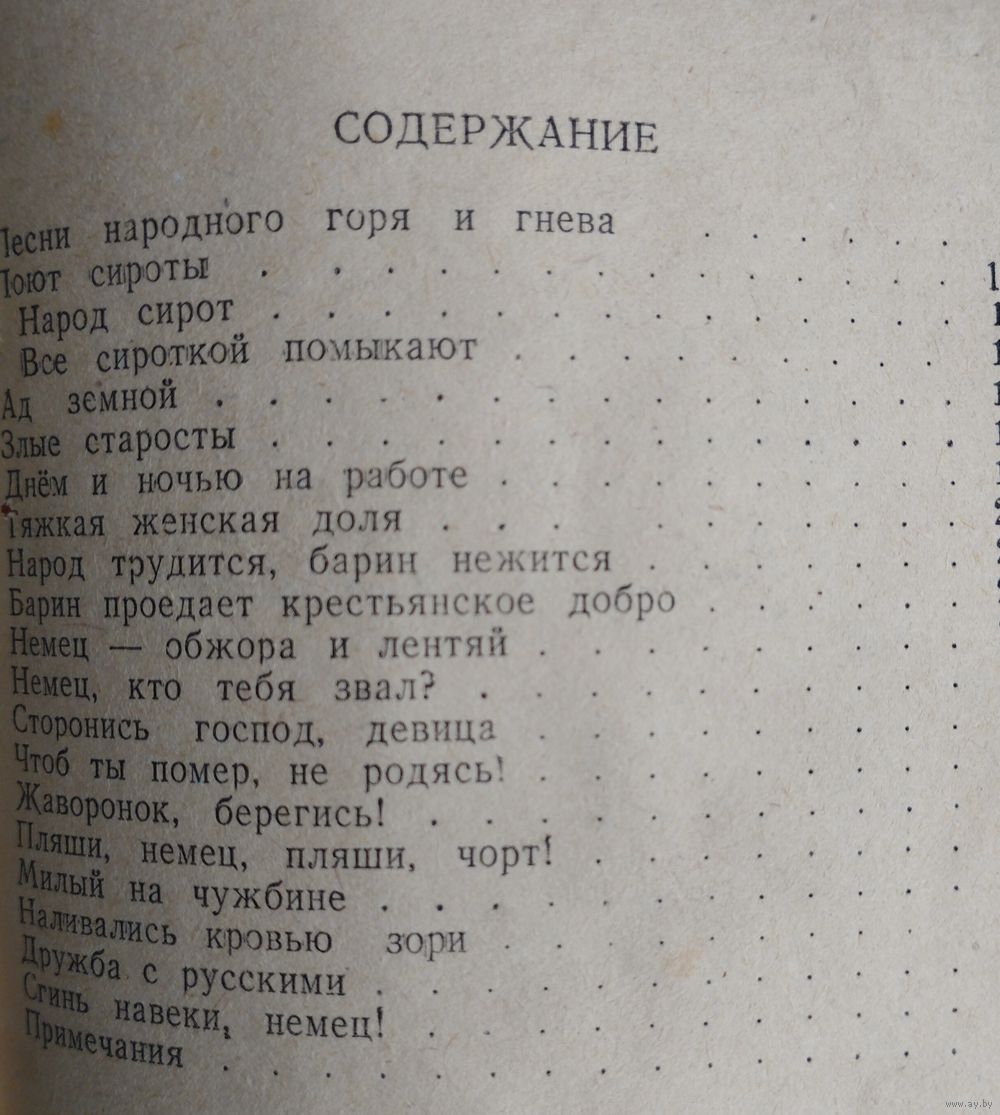 СОДЕРЖАНИЕ
Песни народного горя и гнева . . . . . .
Поют сироты . . . . . . . . . . . . .
Народ сирот . . . . . . . . . . . . .
Все сироткой помыкают . . . . . . . .
Ад земной . . . . . . . . . . . . . .
Злые старосты . . . . . . . . . . . . .
Днём и ночью на работе . . . . . . . . .
Тяжкая женская доля . . . . . . . . .
Народ трудится, барин нежится . . . . . .
Барин проедает крестьянское добро . . . . .
Немец — обжора и лентяй . . . . . . . .
Немец, кто тебя звал? . . . . . . . . .
Сторонись господ, девица . . . . . . . .
Чтоб ты помер, не родясь! . . . . . . . .
Жаворонок, берегись! . . . . . . . . . .
Пляши, немец, пляши, чорт! . . . . . . .
Милый на чужбине . . . . . . . . . . .
Наливались кровью зори . . . . . . . . .
Дружба с русскими . . . . . . . . . . .
Сгинь навеки, немец! . . . . . . . . . .
Примечания . . . . . . . . . . . . . .
www.ay.by